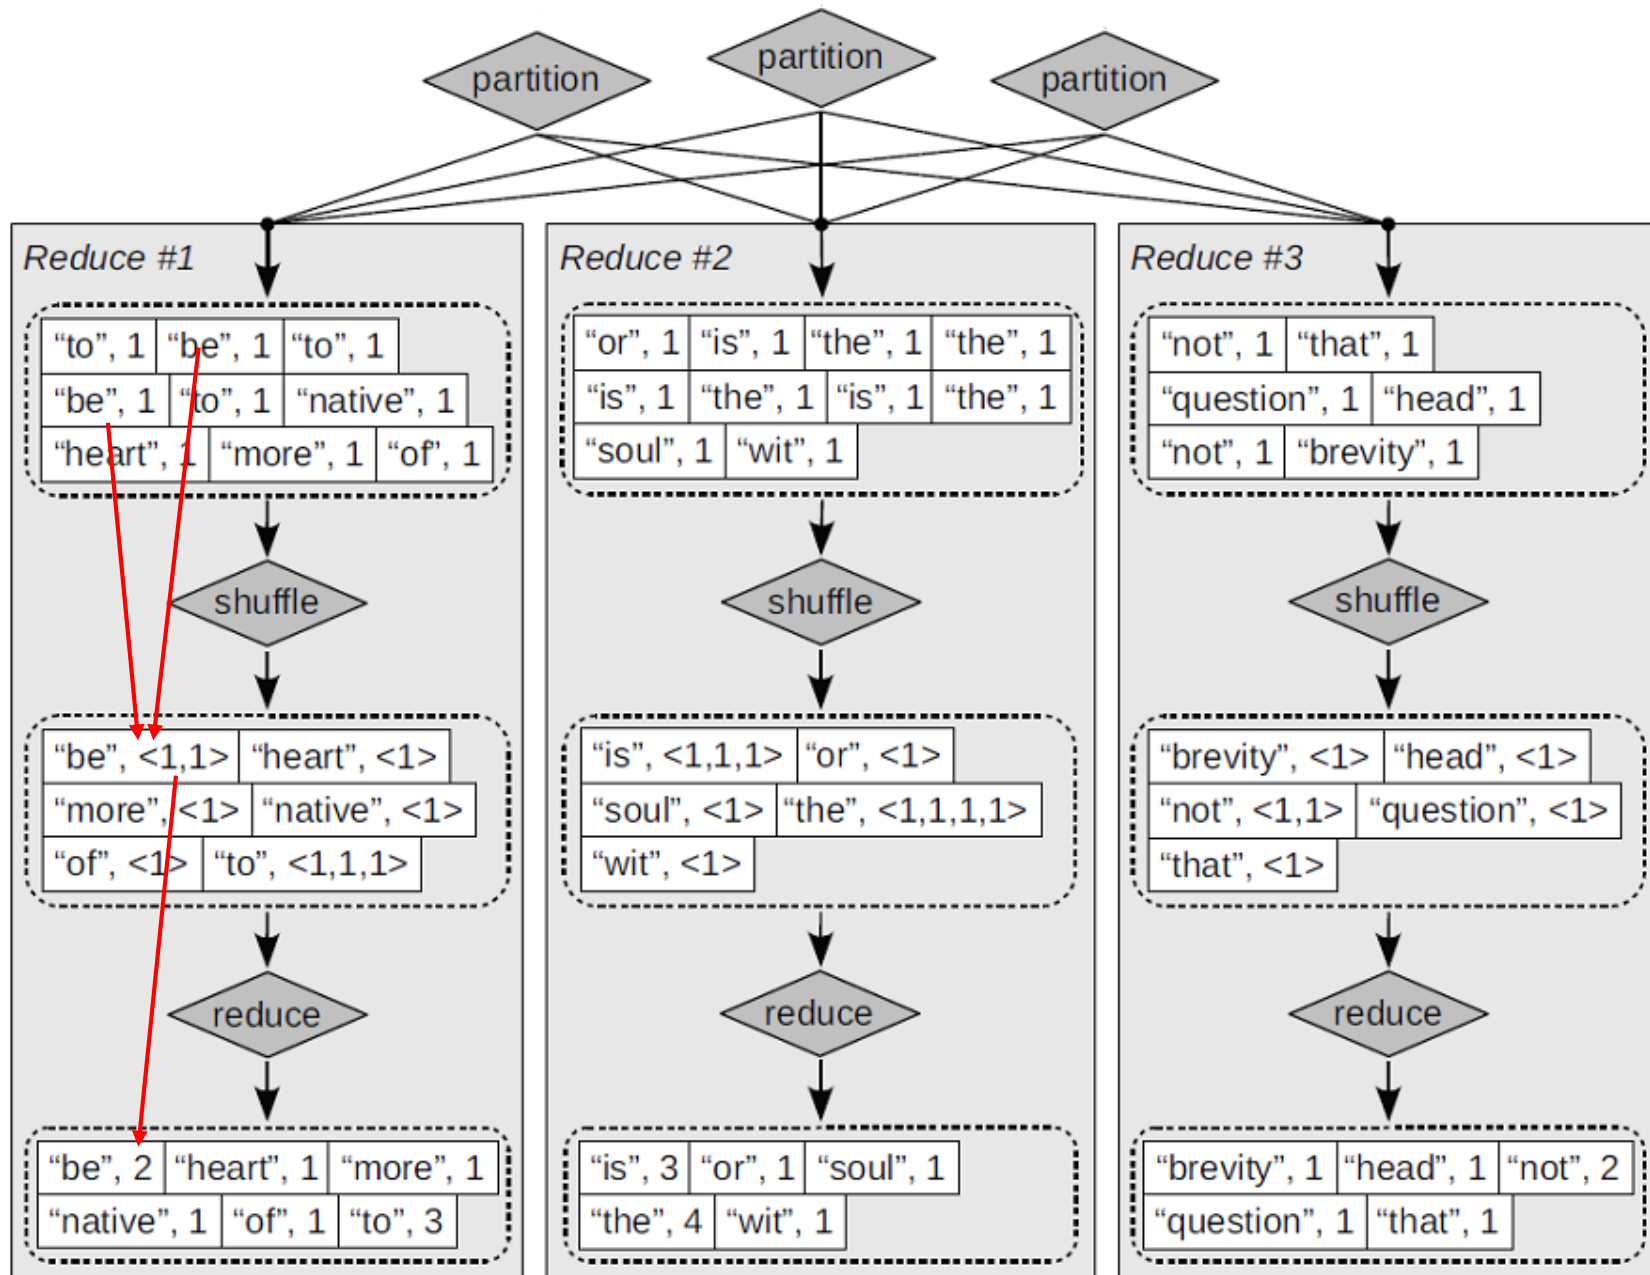 partition
partition
partition
Reduce #1
“to”, 1 “be”, 1 “to”, 1
“be”, 1 “to”, 1 “native”, 1
“heart”, 1 “more”, 1 “of”, 1
shuffle
“be”, <1,1> “heart”, <1>
“more”, <1> “native”, <1>
“of”, <1> “to”, <1,1,1>
reduce
“be”, 2 “heart”, 1 “more”, 1
“native”, 1 “of”, 1 “to”, 3
Reduce #2
“or”, 1 “is”, 1 “the”, 1 “the”, 1
“is”, 1 “the”, 1 “is”, 1 “the”, 1
“soul”, 1 “wit”, 1
shuffle
“is”, <1,1,1> “or”, <1>
“soul”, <1> “the”, <1,1,1,1>
“wit”, <1>
reduce
“is”, 3 “or”, 1 “soul”, 1
“the”, 4 “wit”, 1
Reduce #3
“not”, 1 “that”, 1
“question”, 1 “head”, 1
“not”, 1 “brevity”, 1
shuffle
“brevity”, <1> “head”, <1>
“not”, <1,1> “question”, <1>
“that”, <1>
reduce
“brevity”, 1 “head”, 1 “not”, 2
“question”, 1 “that”, 1